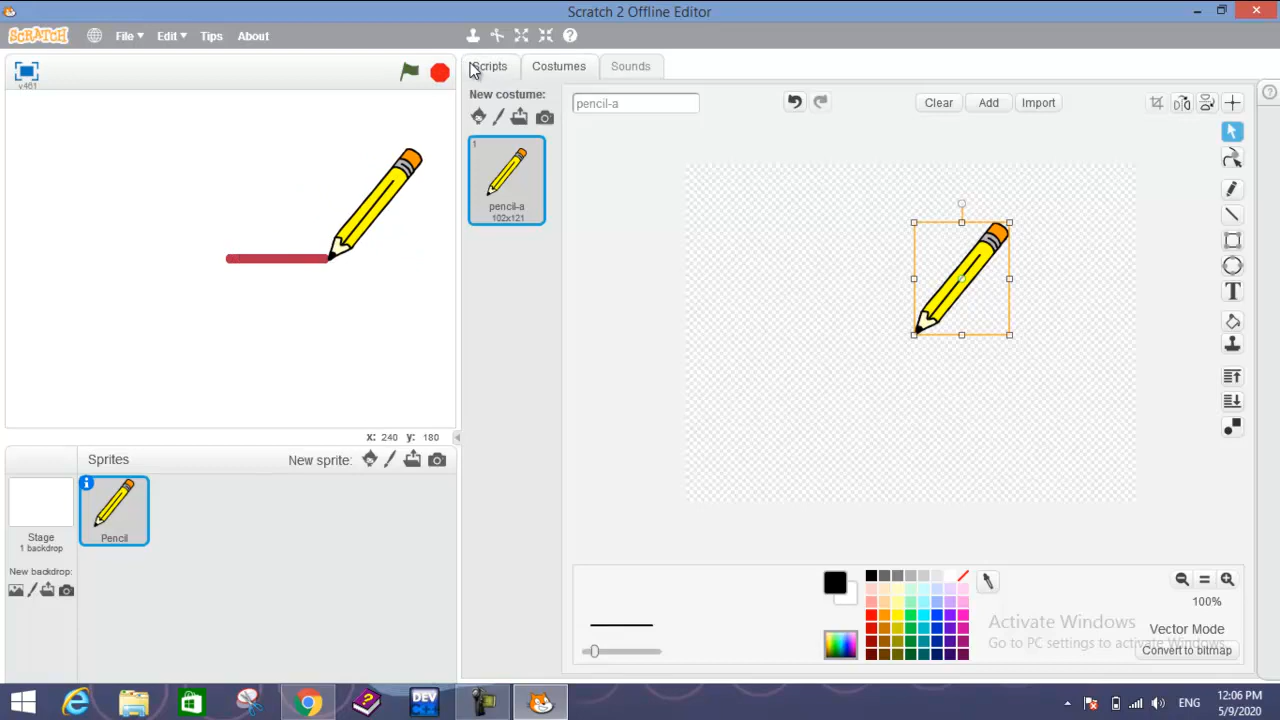 Scratch 2 Offline Editor
SCRATCH File Edit Tips About
v461
Scripts Costumes Sounds
New costume:
pencil-a
Clear Add Import
1
pencil-a
102x121
x: 240 y: 180
Sprites New sprite:
Stage
1 backdrop
Pencil
New backdrop:
T
100%
Activate Windows
Go to PC settings to activate Windows.
Vector Mode
Convert to bitmap
DEV
ENG
12:06 PM
5/9/2020